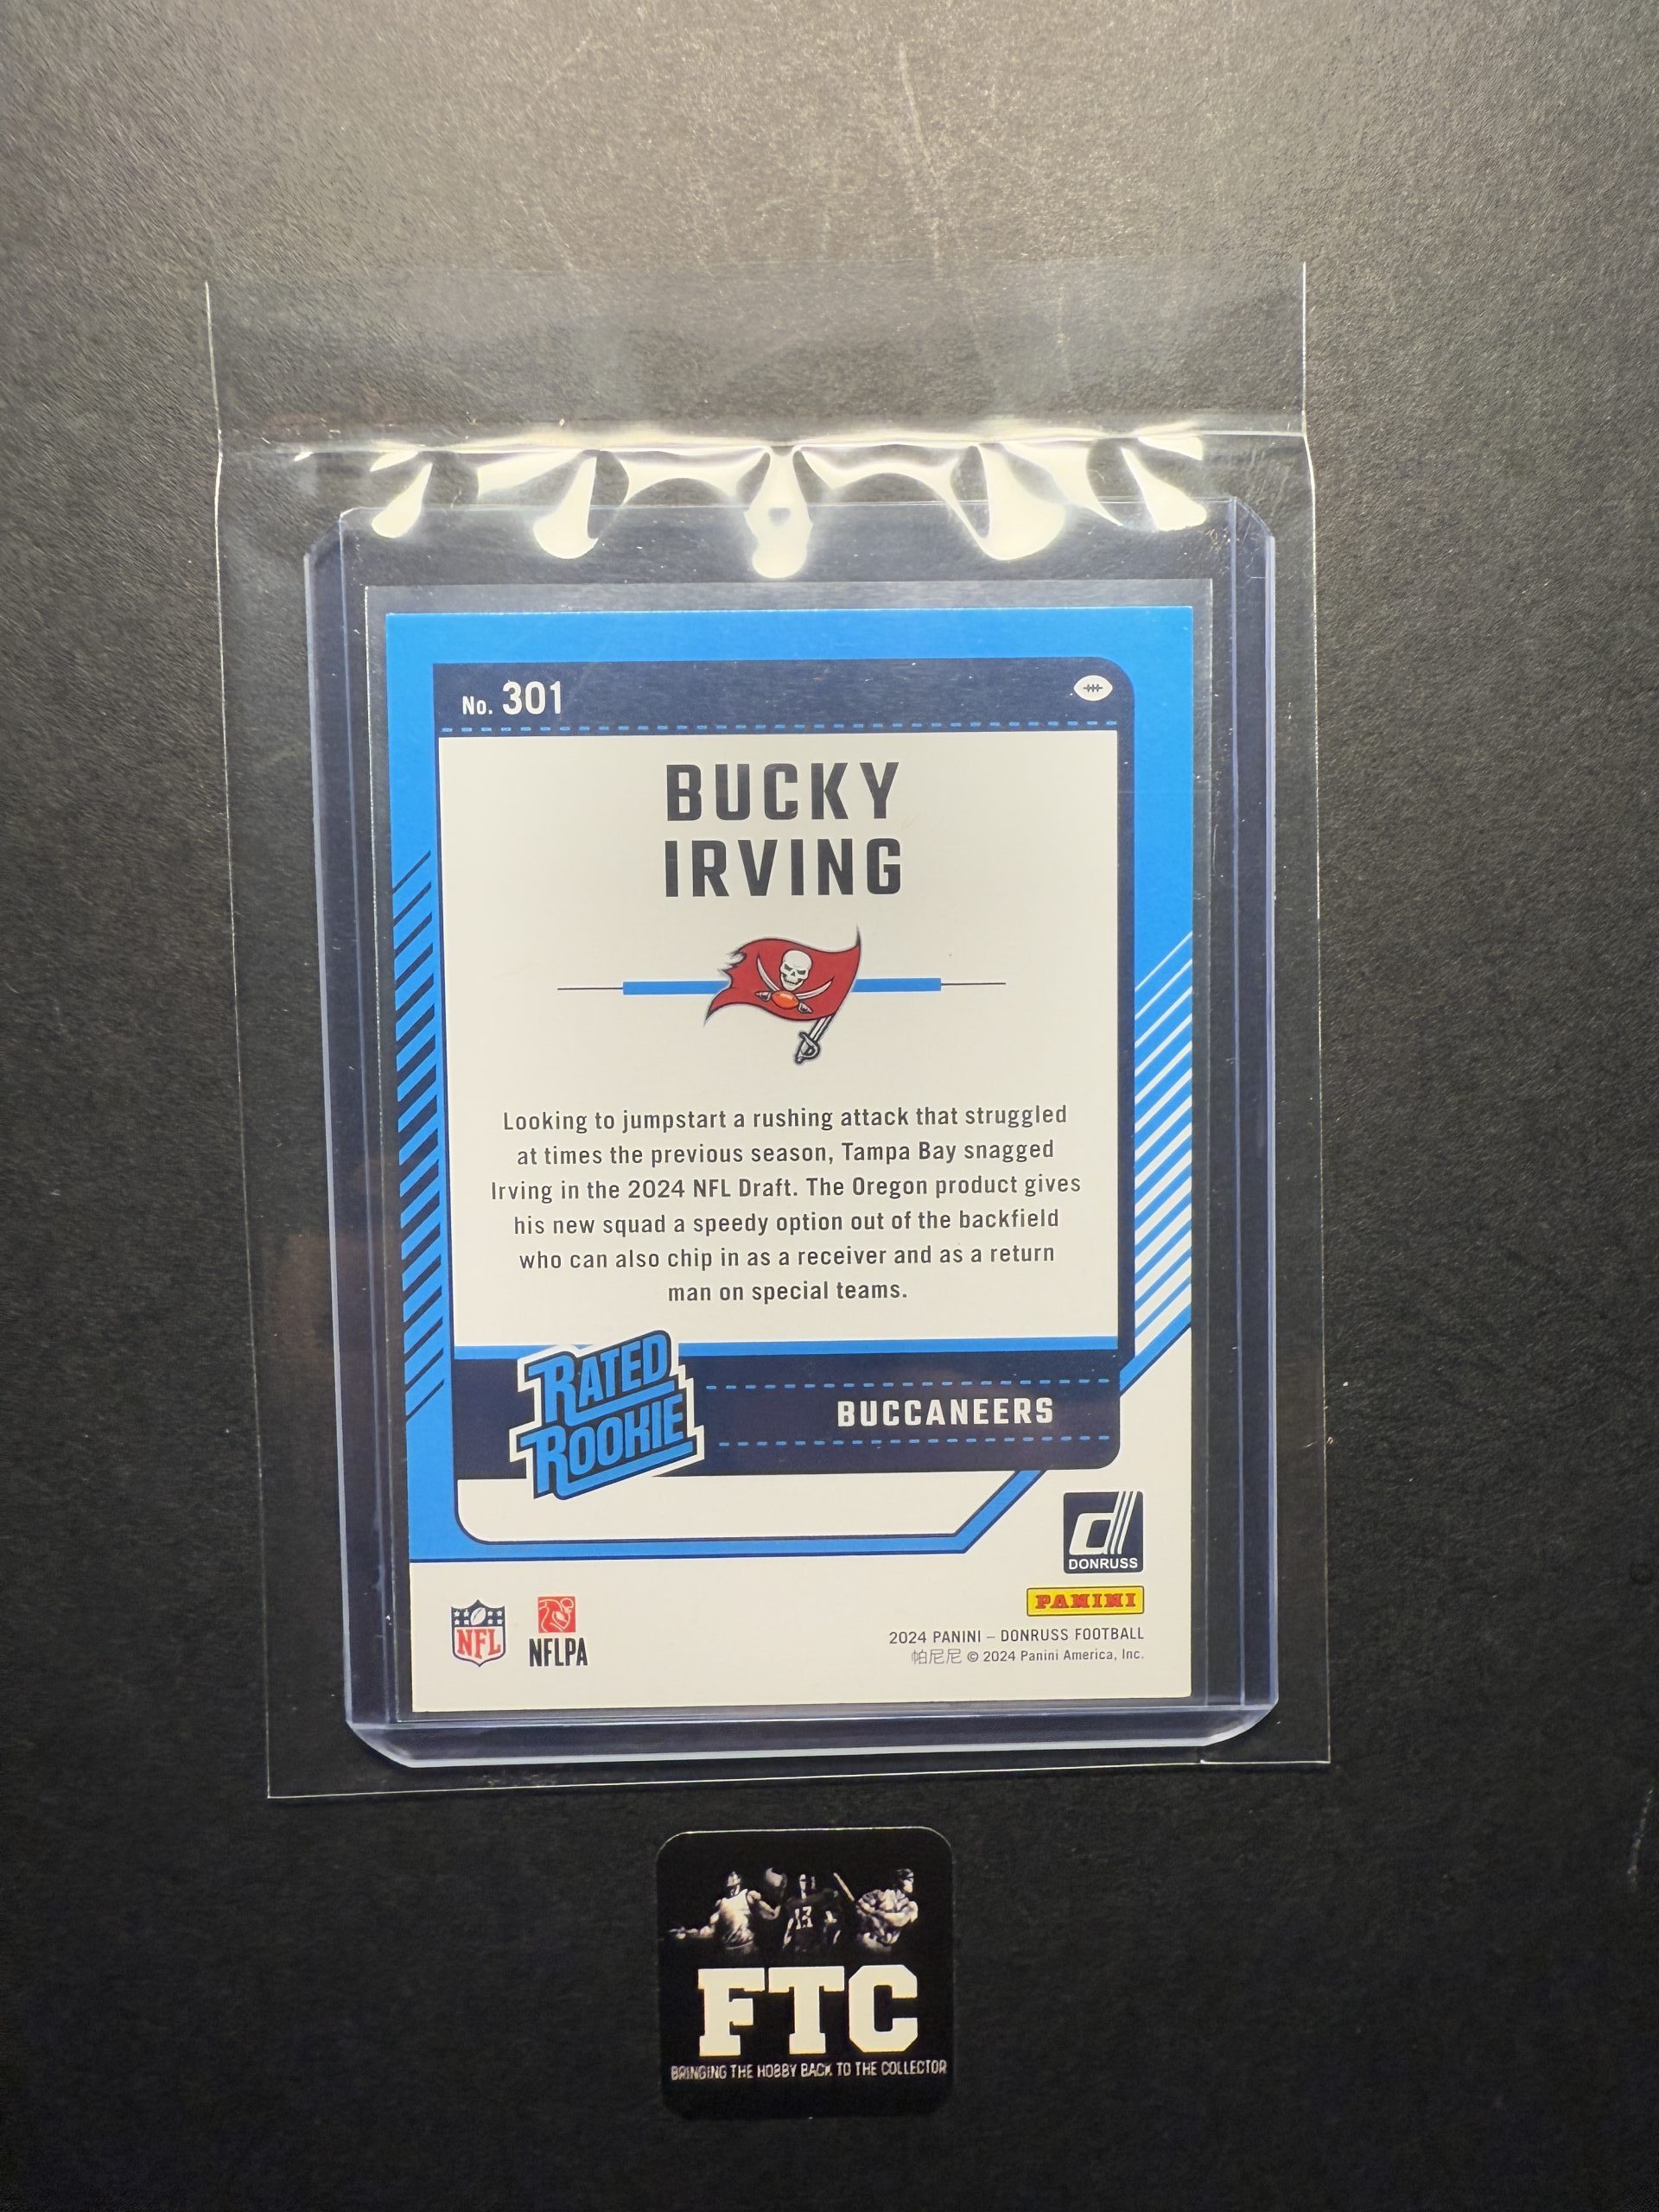 No. 301
BUCKY
IRVING
Looking to jumpstart a rushing attack that struggled
at times the previous season, Tampa Bay snagged
Irving in the 2024 NFL Draft. The Oregon product gives
his new squad a speedy option out of the backfield
who can also chip in as a receiver and as a return
man on special teams.
RATED
ROOKIE
BUCCANEERS
d
DONRUSS
PANINI
NFL
NFLPA
2024 PANINI – DONRUSS FOOTBALL
帕尼尼 © 2024 Panini America, Inc.
13
FTC
BRINGING THE HOBBY BACK TO THE COLLECTOR